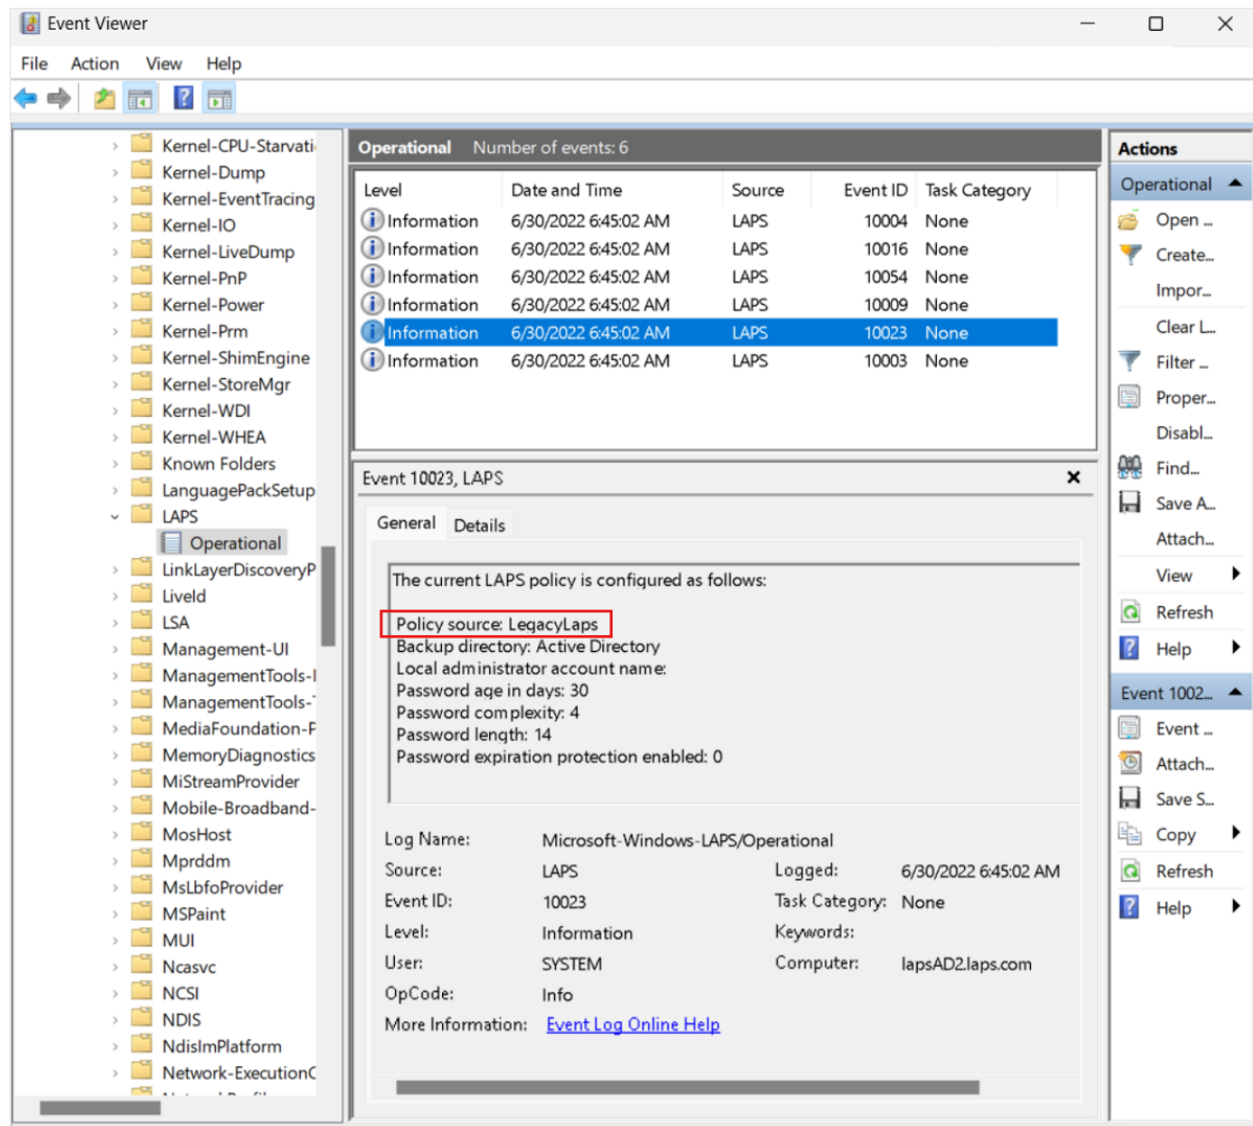 Event Viewer
File Action View Help
Kernel-CPU-Starvati
Kernel-Dump
Kernel-EventTracing
Kernel-IO
Kernel-LiveDump
Kernel-PnP
Kernel-Power
Kernel-Prm
Kernel-ShimEngine
Kernel-StoreMgr
Kernel-WDI
Kernel-WHEA
Known Folders
LanguagePackSetup
LAPS
Operational
LinkLayerDiscoveryP
LiveId
LSA
Management-UI
ManagementTools-
ManagementTools-
MediaFoundation-P
MemoryDiagnostics
MiStreamProvider
Mobile-Broadband-
MosHost
Mprddm
MsLbfoProvider
MSPaint
MUI
Ncasvc
NCSI
NDIS
NdisImPlatform
Network-ExecutionC
Operational Number of events: 6
Level Date and Time Source Event ID Task Category
Information 6/30/2022 6:45:02 AM LAPS 10004 None
Information 6/30/2022 6:45:02 AM LAPS 10016 None
Information 6/30/2022 6:45:02 AM LAPS 10054 None
Information 6/30/2022 6:45:02 AM LAPS 10009 None
Information 6/30/2022 6:45:02 AM LAPS 10023 None
Information 6/30/2022 6:45:02 AM LAPS 10003 None
Event 10023, LAPS
General Details
The current LAPS policy is configured as follows:
Policy source: LegacyLaps
Backup directory: Active Directory
Local administrator account name:
Password age in days: 30
Password complexity: 4
Password length: 14
Password expiration protection enabled: 0
Log Name: Microsoft-Windows-LAPS/Operational
Source: LAPS Logged: 6/30/2022 6:45:02 AM
Event ID: 10023 Task Category: None
Level: Information Keywords:
User: SYSTEM Computer: lapsAD2.laps.com
OpCode: Info
More Information: Event Log Online Help
Actions
Operational
Open ...
Create...
Impor...
Clear L...
Filter ...
Proper...
Disabl...
Find...
Save A...
Attach...
View
Refresh
Help
Event 1002...
Event ...
Attach...
Save S...
Copy
Refresh
Help